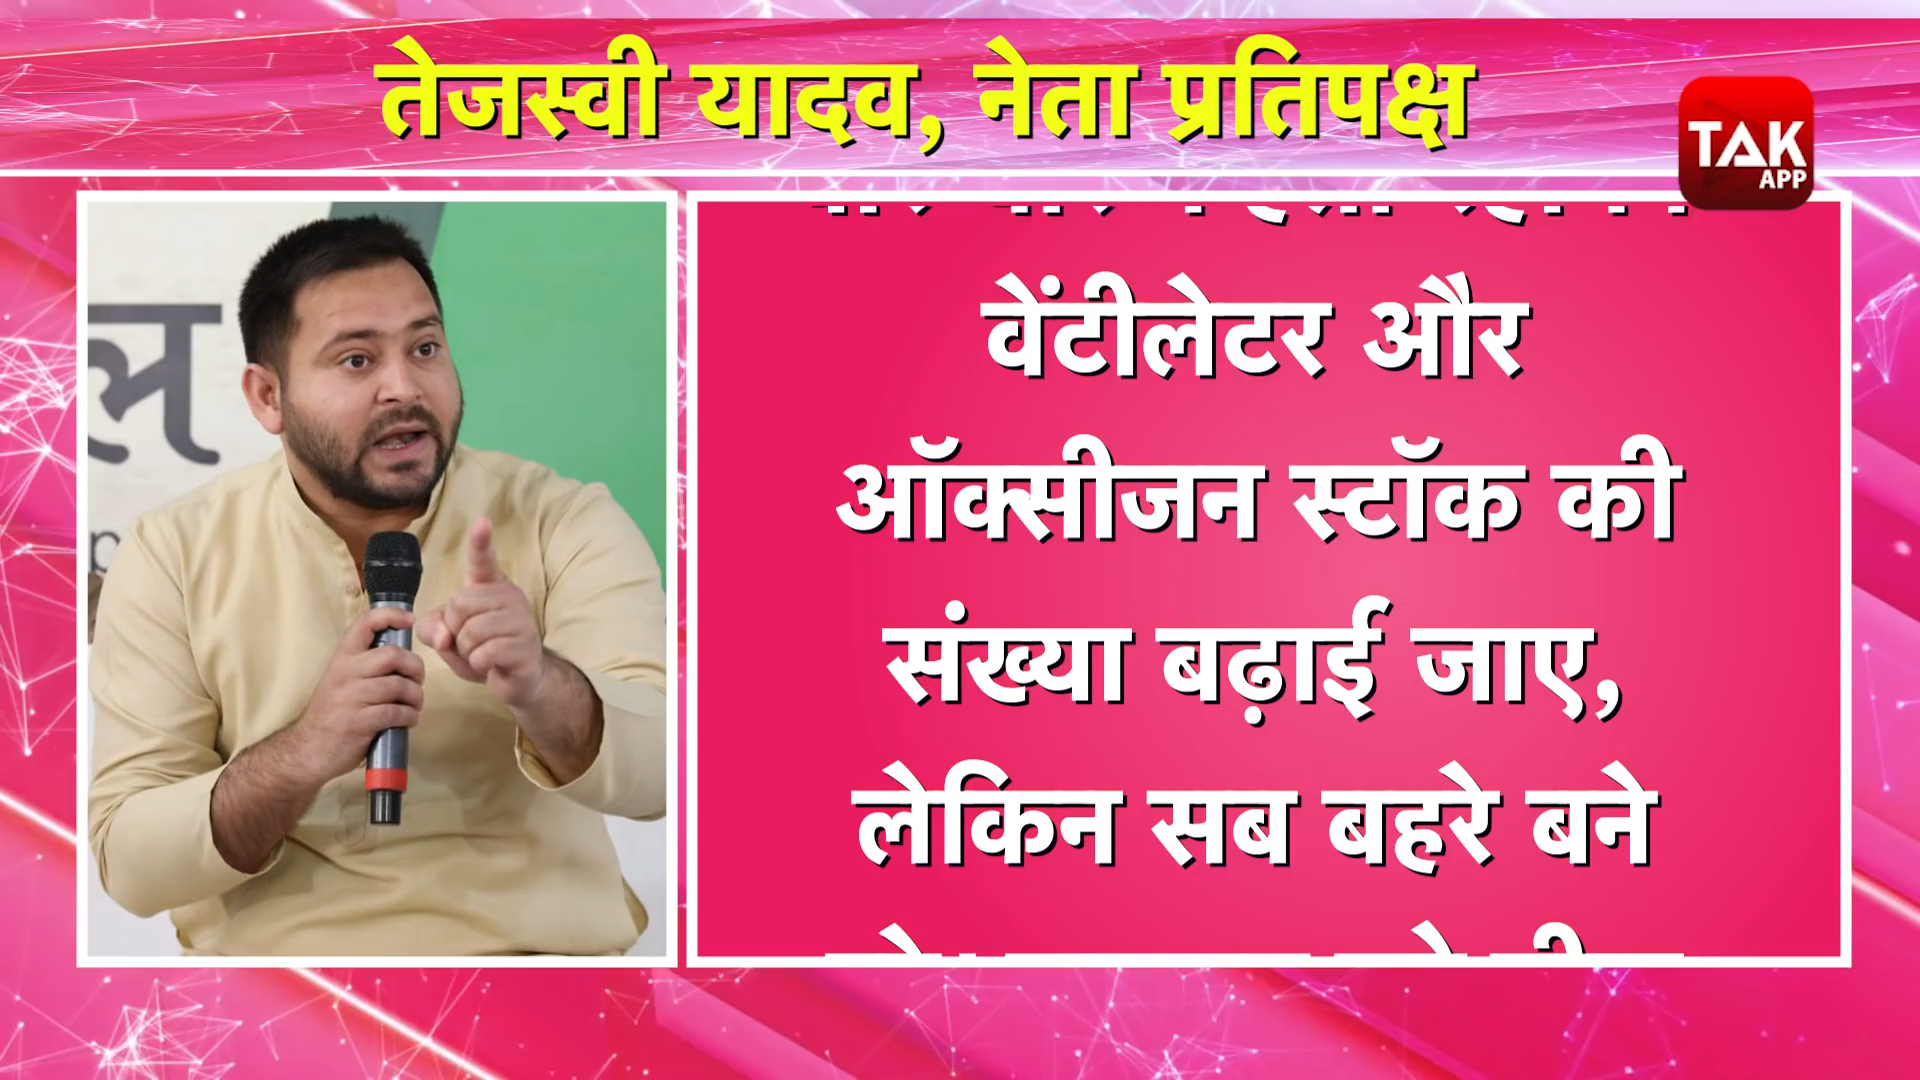 तेजस्वी यादव, नेता प्रतिपक्ष
TAK
APP
ल
p
वेंटीलेटर और
ऑक्सीजन स्टॉक की
संख्या बढ़ाई जाए,
लेकिन सब बहरे बने